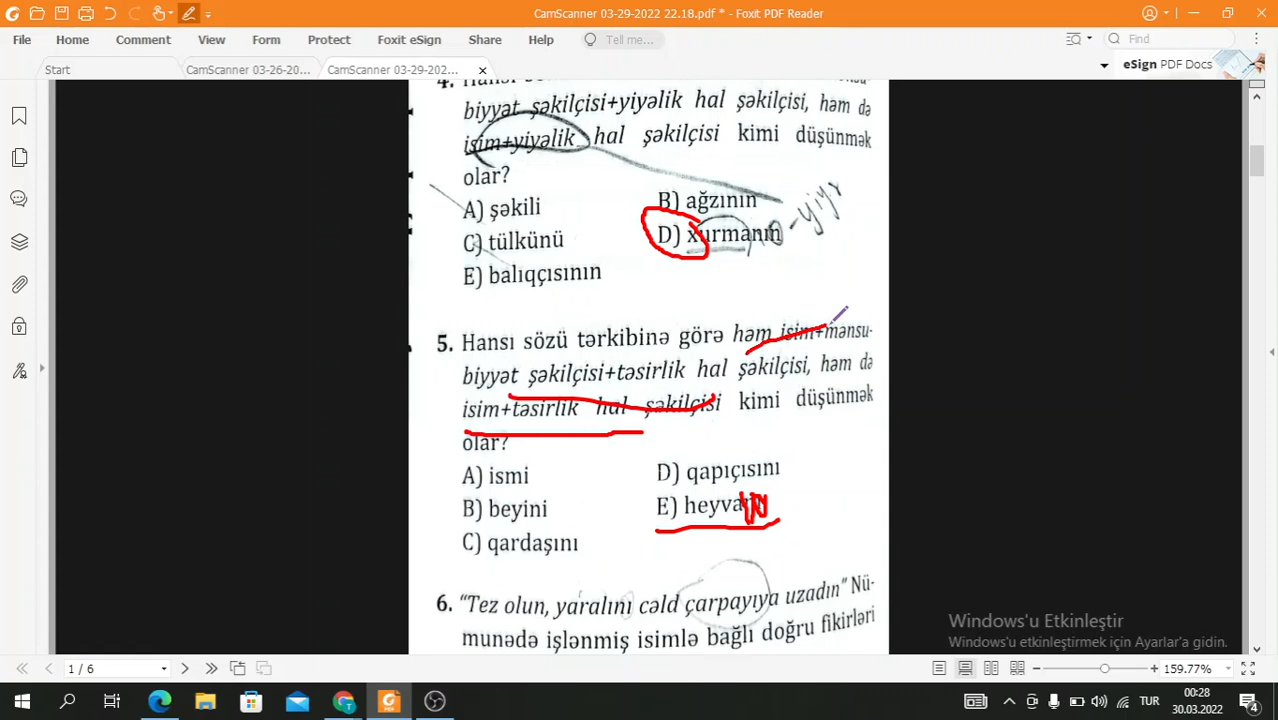 CamScanner 03-29-2022 22.18.pdf * - Foxit PDF Reader
File Home Comment View Form Protect Foxit eSign Share Help Tell me... Find
Start CamScanner 03-26-20... CamScanner 03-29-202... eSign PDF Docs
4.
biyyət şəkilçisi+yiyəlik hal şəkilçisi, həm də
isim+yiyəlik hal şəkilçisi kimi düşünmək
olar?
A) şəkili B) ağzının
C) tülkünü D) xurmanın
E) balıqçısının
5. Hansı sözü tərkibinə görə həm isim+mənsu-
biyyət şəkilçisi+təsirlik hal şəkilçisi, həm də
isim+təsirlik hal şəkilçisi kimi düşünmək
olar?
A) ismi D) qapıçısını
B) beyini E)
C) qardaşını
6. “Tez olun, yaralını cəld çarpayıya uzadın” Nü-
munədə işlənmiş isimlə bağlı doğru fikirləri
Windows'u Etkinleştir
Windows'u etkinleştirmek için Ayarlar'a gidin.
1 / 6 159.77%
TUR 00:28
30.03.2022 4